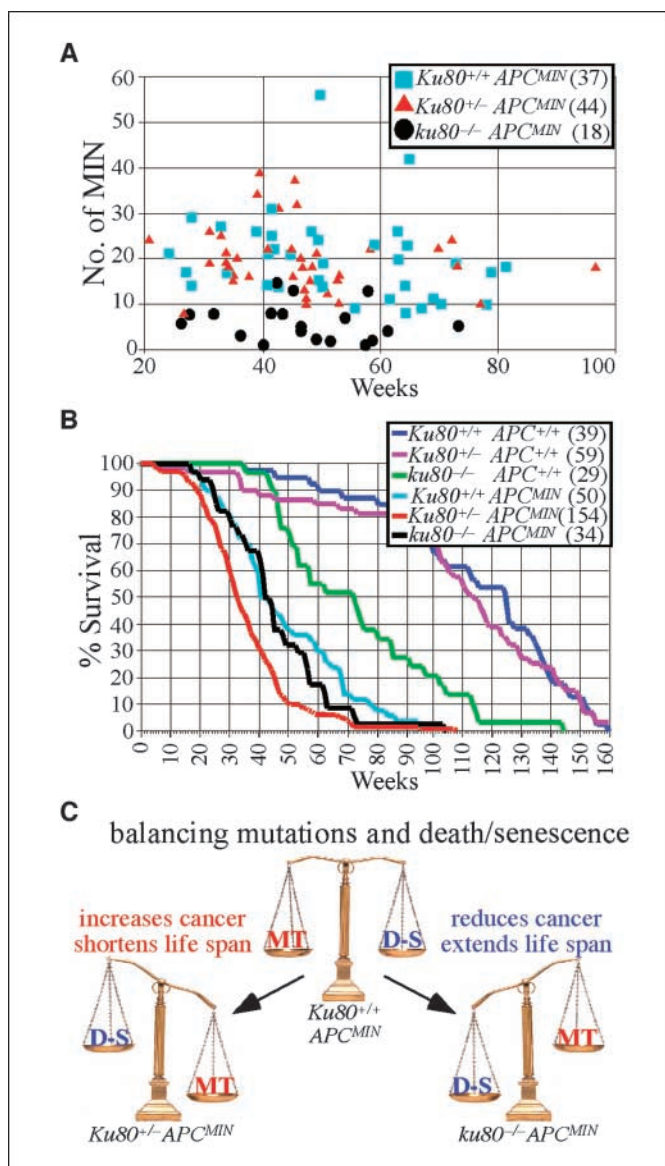 A
60
50
40
30
20
10
0
No. of MIN
Ku80+/+ APCMIN (37)
Ku80+/- APCMIN (44)
ku80−/− APCMIN (18)
20 40 60 80 100
Weeks
B
100
90
80
70
60
50
40
30
20
10
0
% Survival
Ku80+/+ APC+/+ (39)
Ku80+/- APC+/+ (59)
ku80−/− APC+/+ (29)
Ku80+/+ APCMIN (50)
Ku80+/- APCMIN(154)
ku80−/− APCMIN (34)
0 10 20 30 40 50 60 70 80 90 100 110 120 130 140 150 160
Weeks
C
balancing mutations and death/senescence
increases cancer
shortens life span
MT D-S
reduces cancer
extends life span
Ku80+/+
APCMIN
D-S MT
Ku80+/-APCMIN
D-S MT
ku80−/−APCMIN